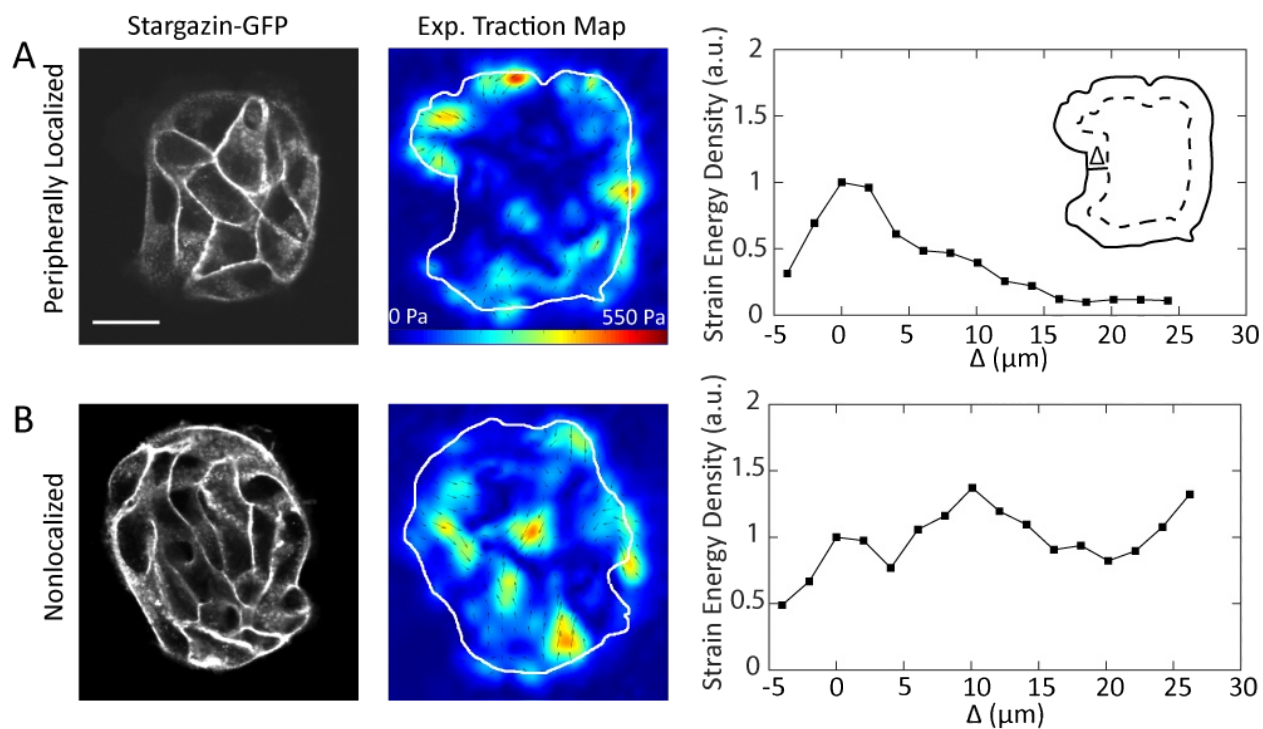 Stargazin-GFP
Exp. Traction Map
A
Peripherally Localized
0 Pa
550 Pa
Strain Energy Density (a.u.)
2
1.5
1
0.5
0
-5
0
5
10
15
20
25
30
Δ (μm)
Δ
B
Nonlocalized
Strain Energy Density (a.u.)
2
1.5
1
0.5
0
-5
0
5
10
15
20
25
30
Δ (μm)